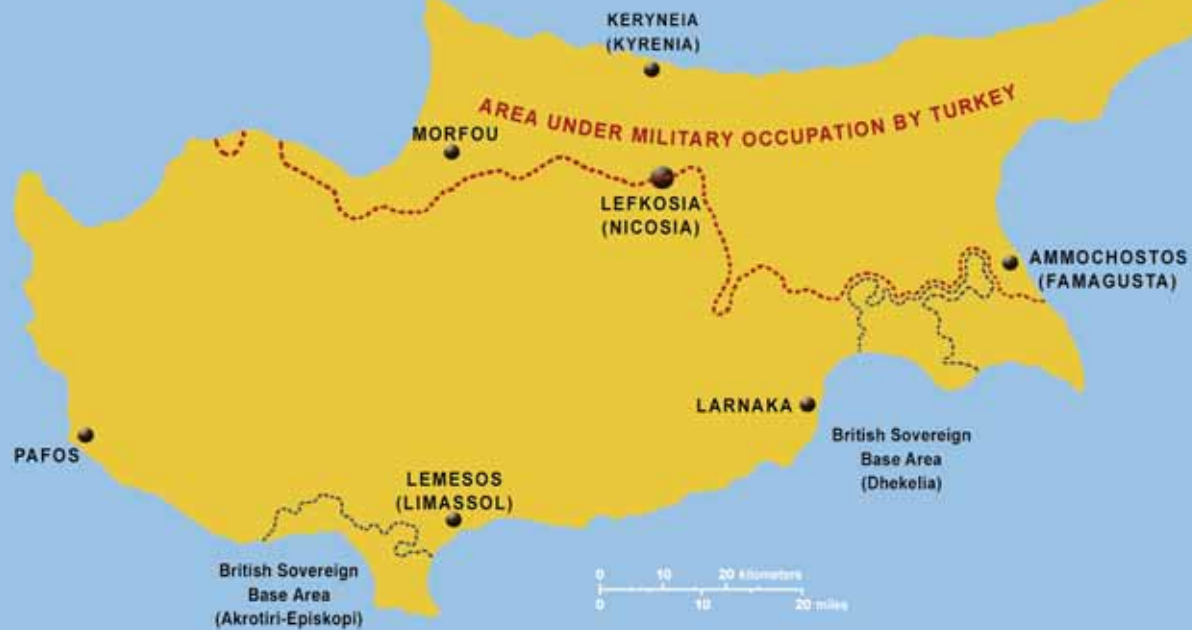 KERYNEIA
(KYRENIA)
AREA UNDER MILITARY OCCUPATION BY TURKEY
MORFOU
LEFKOSIA
(NICOSIA)
AMMOCHOSTOS
(FAMAGUSTA)
LARNAKA
British Sovereign
Base Area
(Dhekelia)
PAFOS
LEMESOS
(LIMASSOL)
British Sovereign
Base Area
(Akrotiri-Episkopi)
0 10 20 kilometers
0 10 20 miles